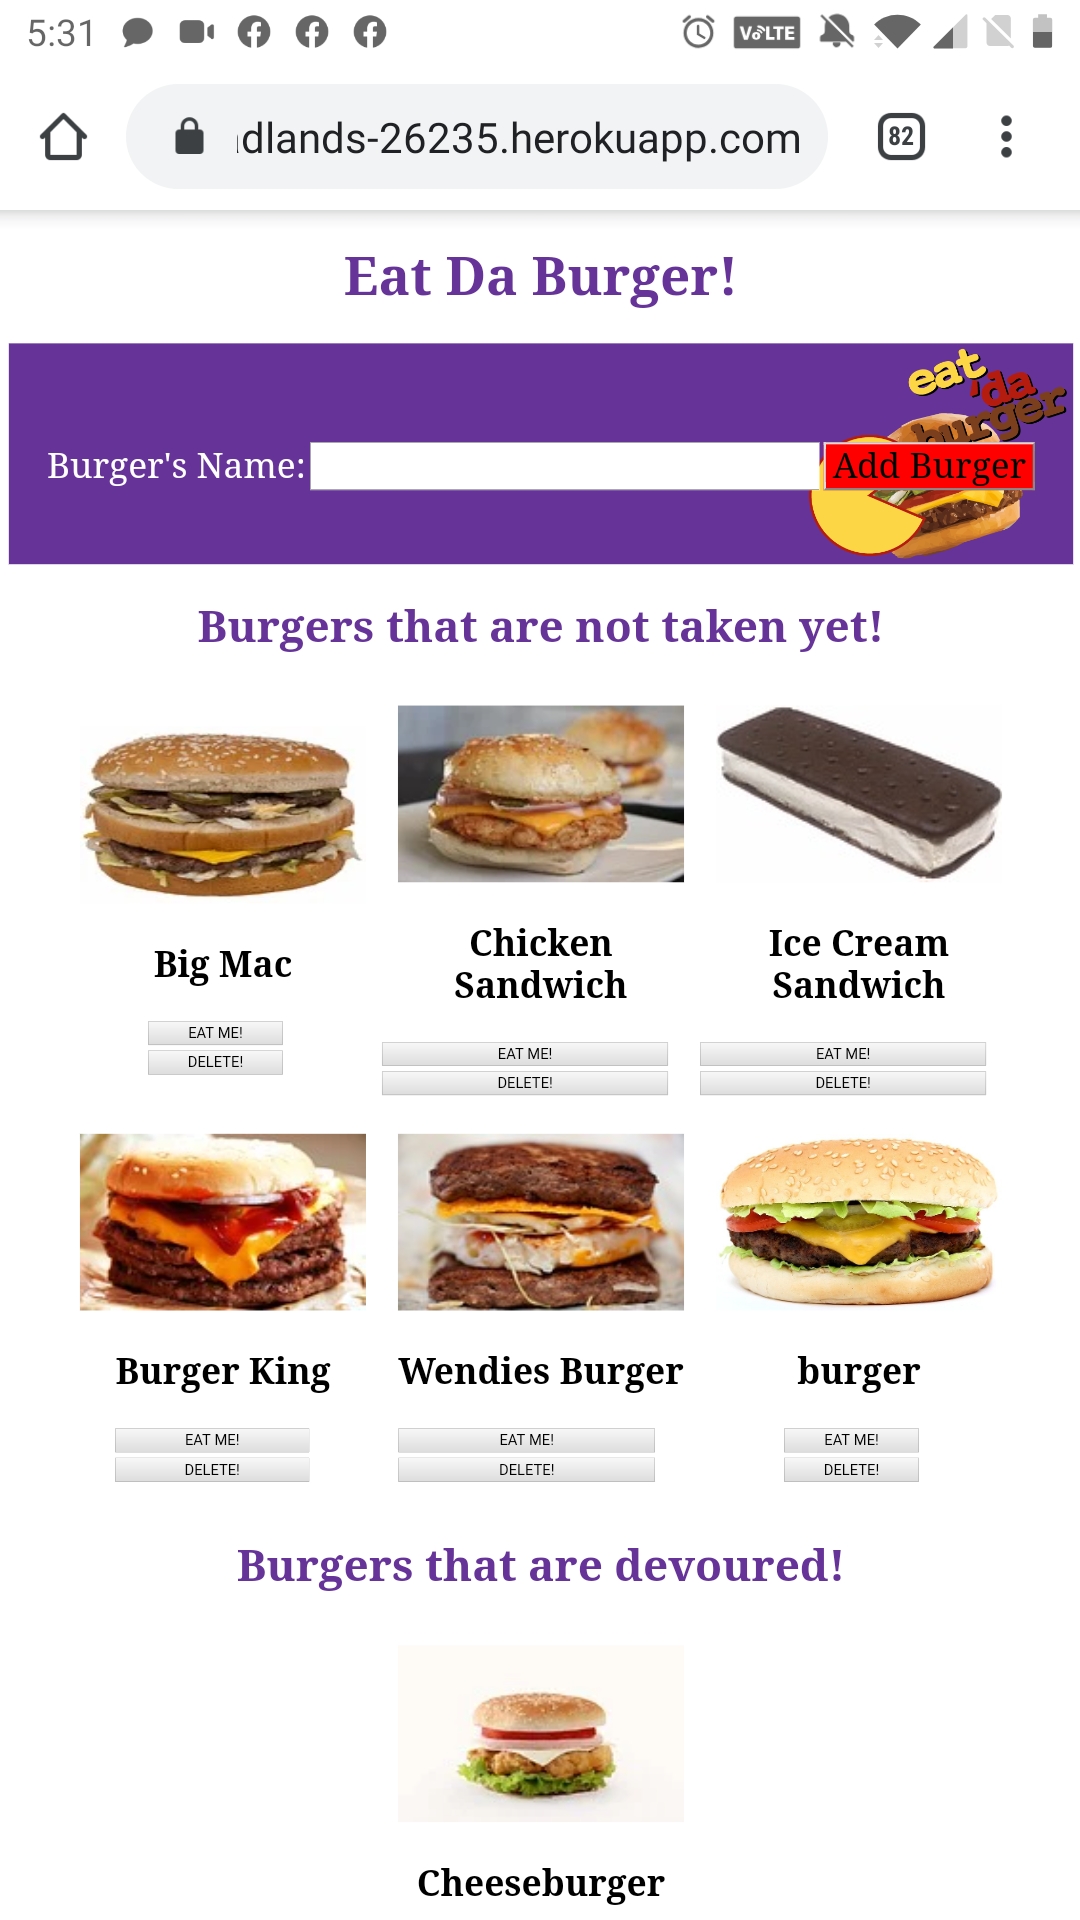 5:31
VoLTE
dlands-26235.herokuapp.com
82
Eat Da Burger!
eat
'da
burger
Burger's Name:
Add Burger
Burgers that are not taken yet!
Big Mac
EAT ME!
DELETE!
Chicken
Sandwich
EAT ME!
DELETE!
Ice Cream
Sandwich
EAT ME!
DELETE!
Burger King
EAT ME!
DELETE!
Wendies Burger
EAT ME!
DELETE!
burger
EAT ME!
DELETE!
Burgers that are devoured!
Cheeseburger